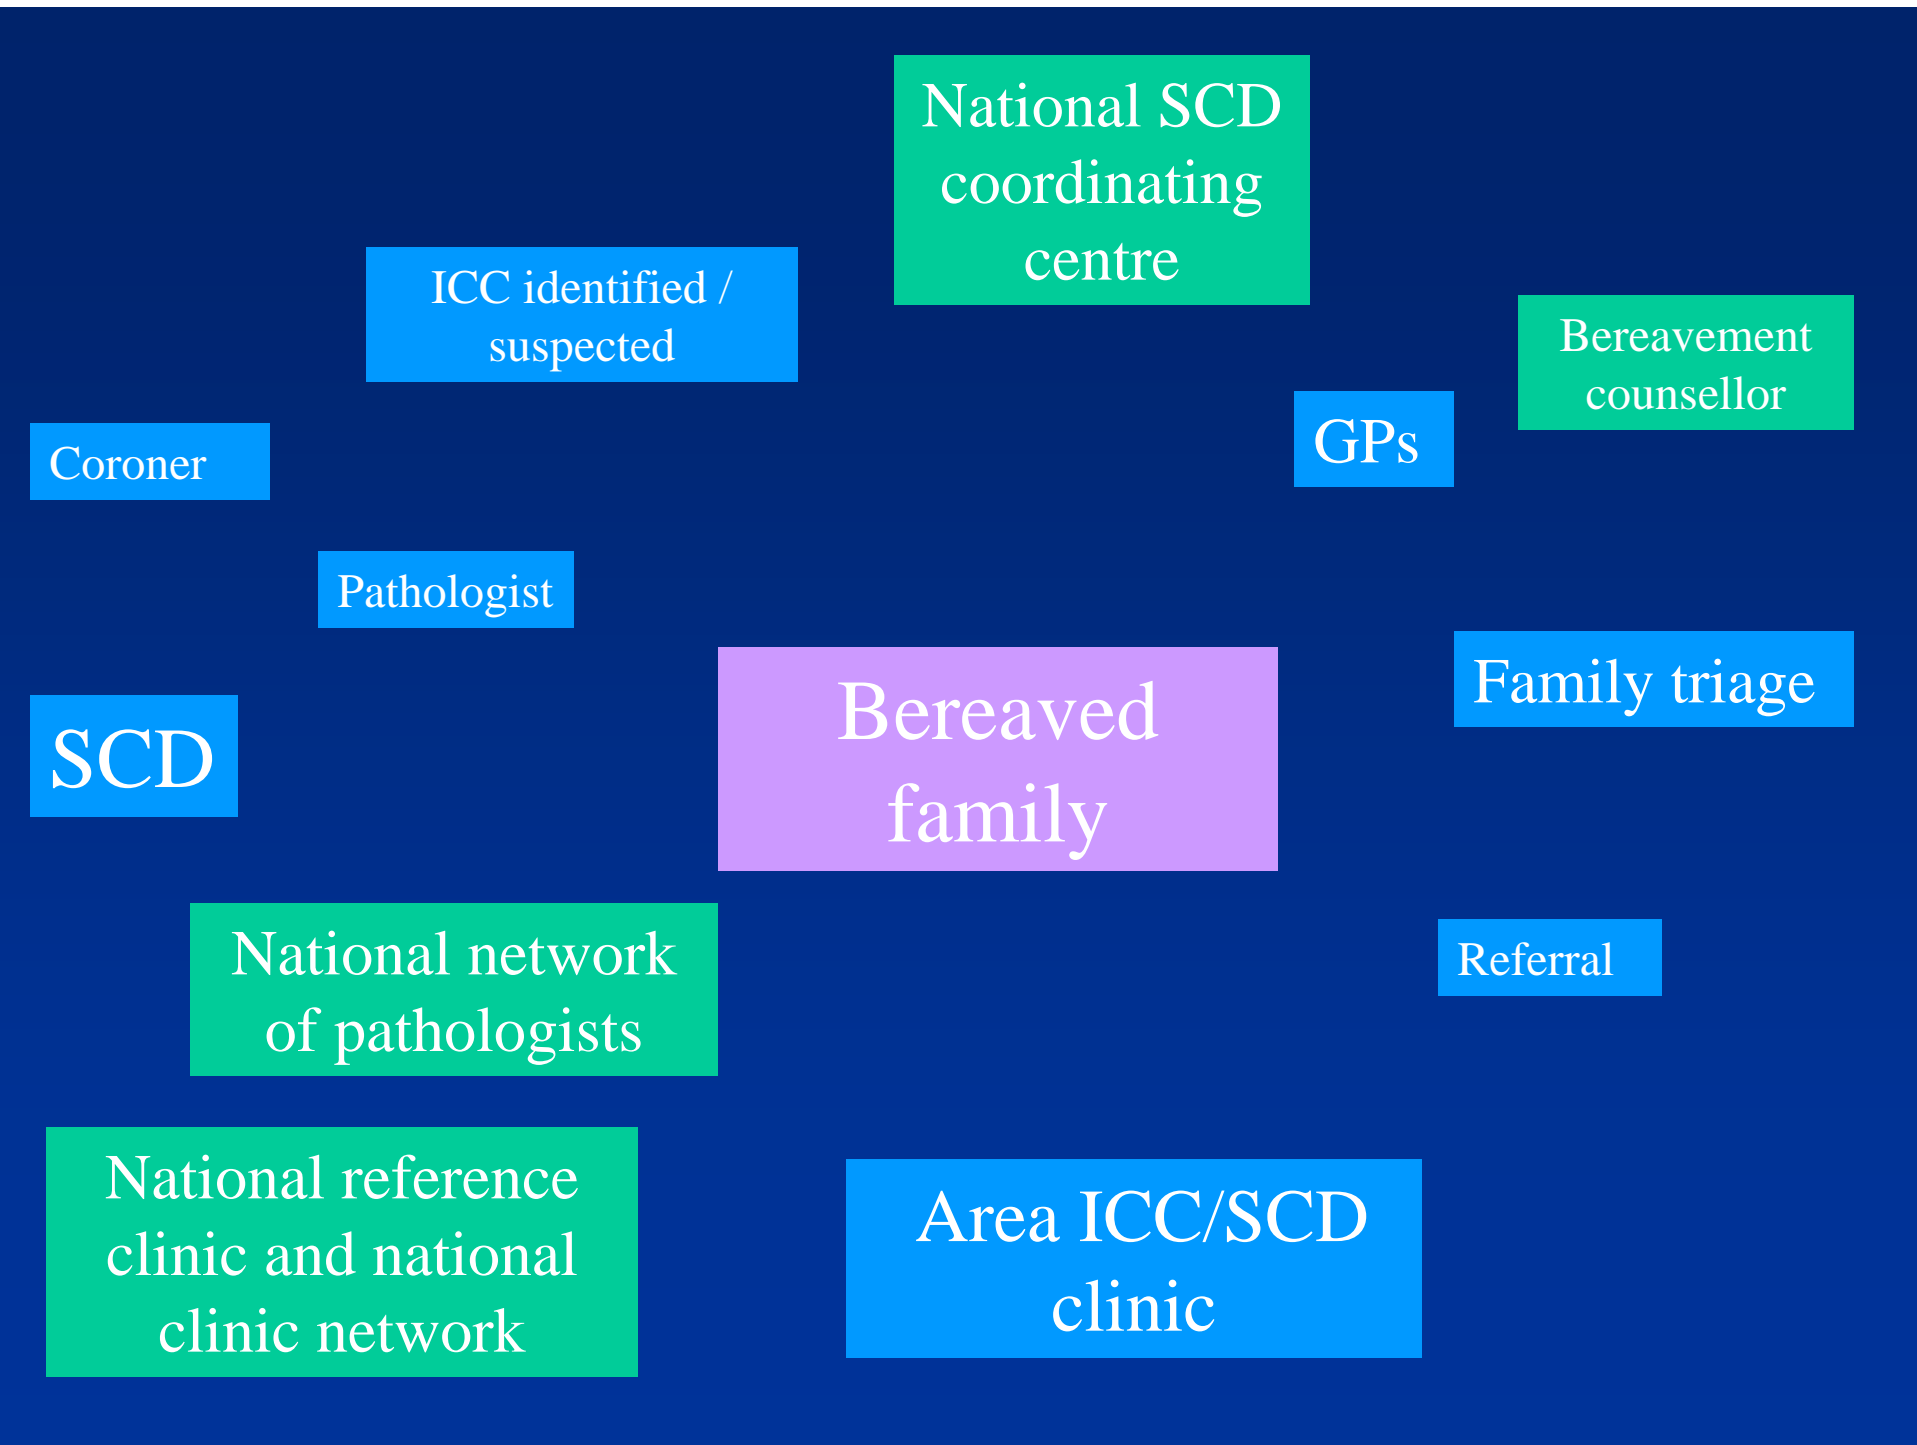 National SCD
coordinating
centre
ICC identified /
suspected
Bereavement
counsellor
GPs
Coroner
Pathologist
Family triage
Bereaved
family
SCD
National network
of pathologists
Referral
National reference
clinic and national
clinic network
Area ICC/SCD
clinic